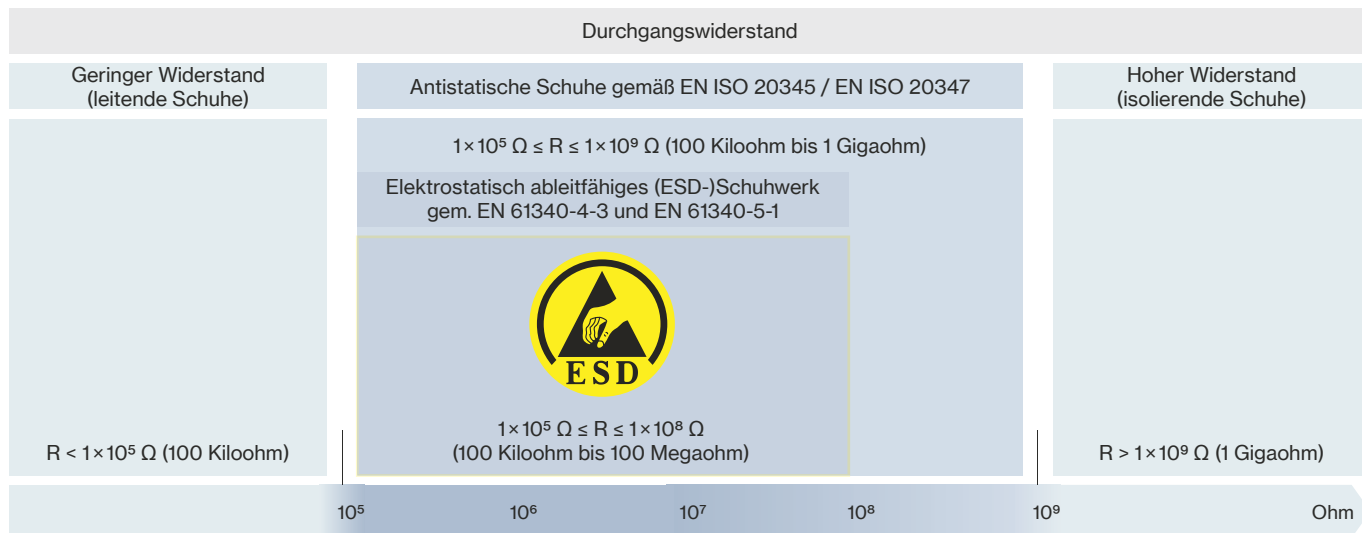 Durchgangswiderstand
Geringer Widerstand
(leitende Schuhe)
Antistatische Schuhe gemäß EN ISO 20345 / EN ISO 20347
Hoher Widerstand
(isolierende Schuhe)
1×10⁵ Ω ≤ R ≤ 1×10⁹ Ω (100 Kiloohm bis 1 Gigaohm)
Elektrostatisch ableitfähiges (ESD-)Schuhwerk
gem. EN 61340-4-3 und EN 61340-5-1
ESD
R < 1×10⁵ Ω (100 Kiloohm)
1×10⁵ Ω ≤ R ≤ 1×10⁸ Ω
(100 Kiloohm bis 100 Megaohm)
R > 1×10⁹ Ω (1 Gigaohm)
10⁵ 10⁶ 10⁷ 10⁸ 10⁹ Ohm